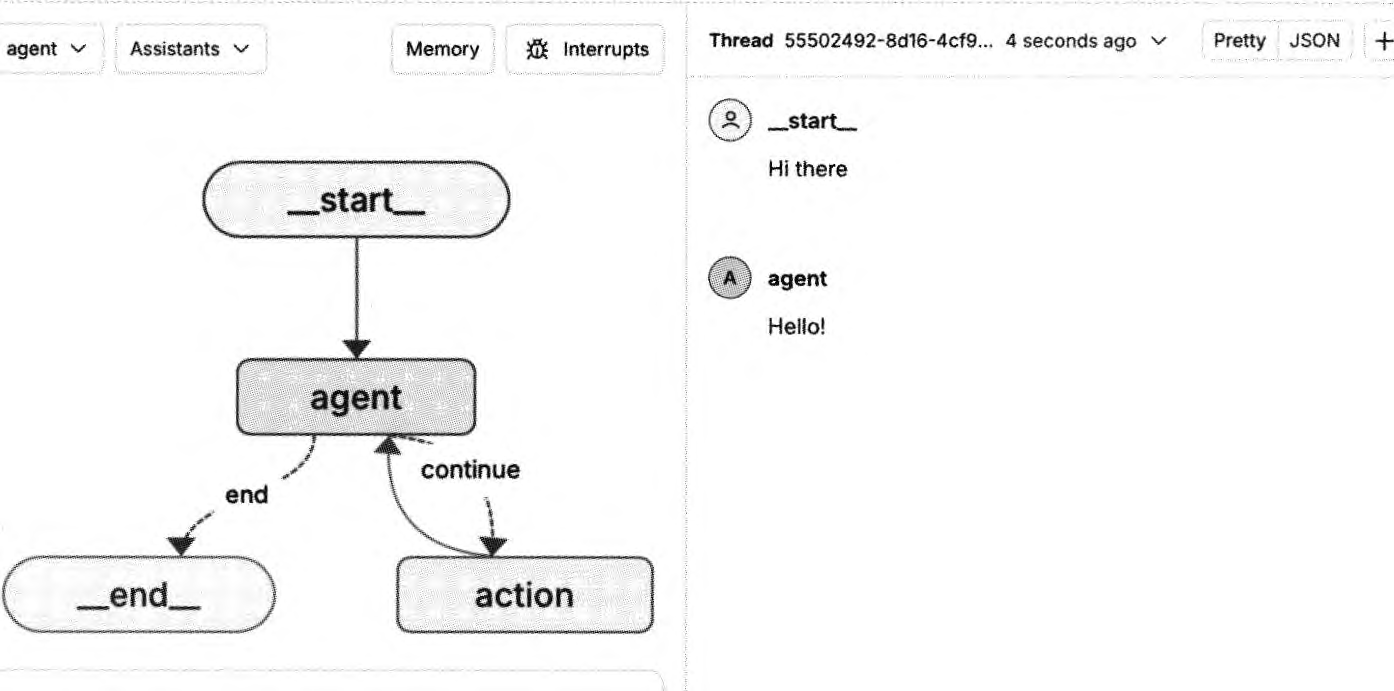 agent
Assistants
Memory
Interrupts
__start__
agent
end
continue
__end__
action
Thread 55502492-8d16-4cf9... 4 seconds ago
Pretty
JSON
+
__start__
Hi there
A
agent
Hello!